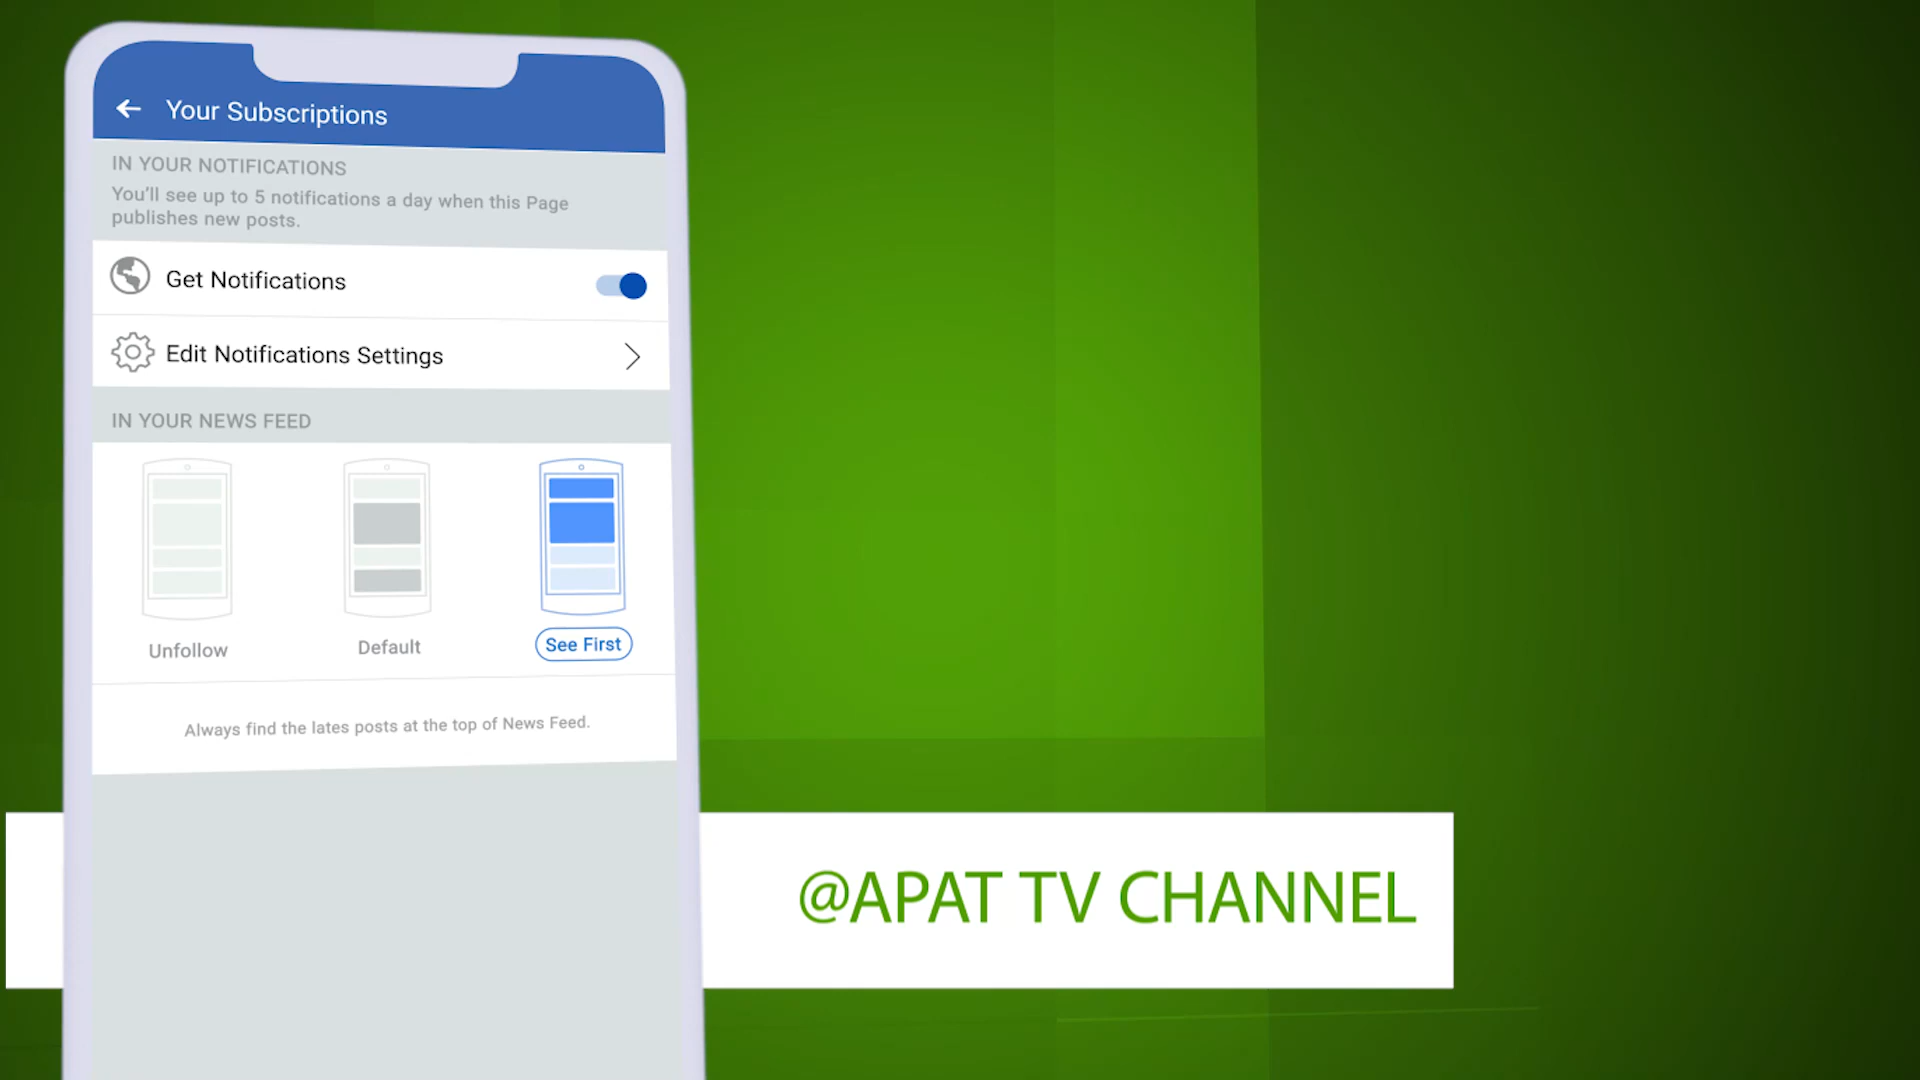 Your Subscriptions
IN YOUR NOTIFICATIONS
You'll see up to 5 notifications a day when this Page
publishes new posts.
Get Notifications
Edit Notifications Settings
IN YOUR NEWS FEED
Unfollow
Default
See First
Always find the lates posts at the top of News Feed.
@APAT TV CHANNEL